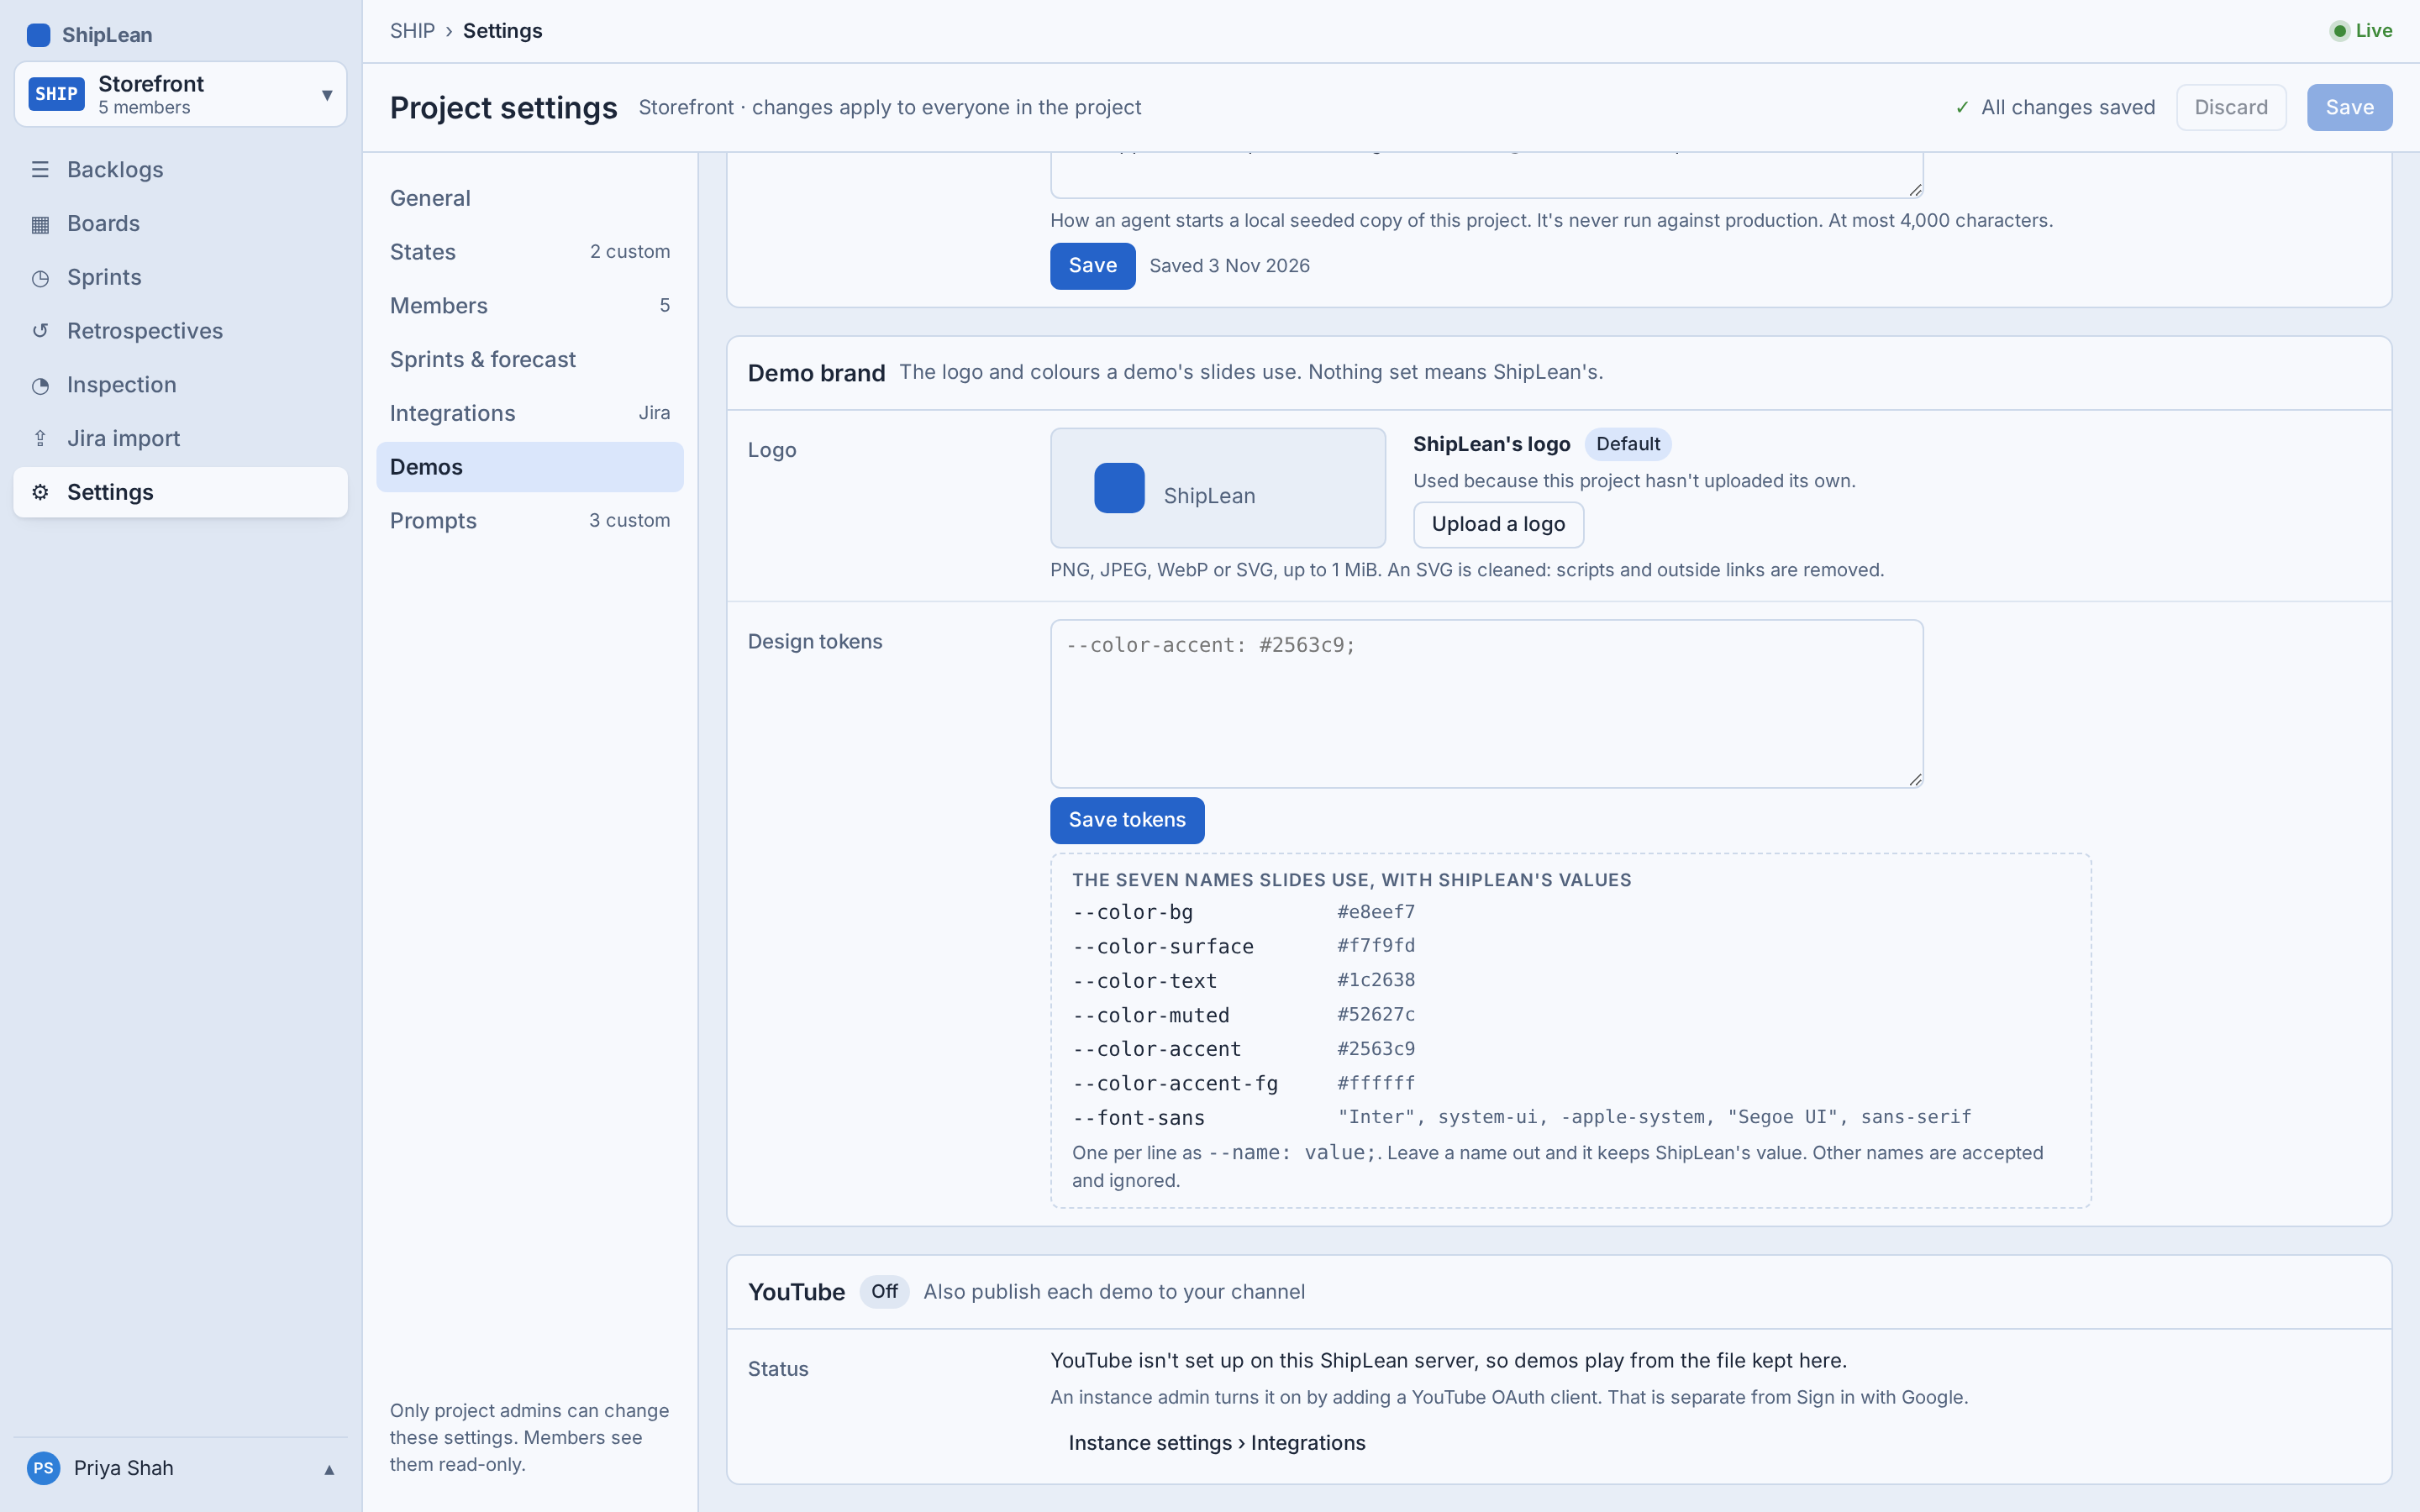 ShipLean
SHIP
Storefront
5 members
Backlogs
Boards
Sprints
Retrospectives
Inspection
Jira import
Settings
PS
Priya Shah
SHIP › Settings
Live
Project settings
Storefront · changes apply to everyone in the project
✓ All changes saved
Discard
Save
General
States
2 custom
Members
5
Sprints & forecast
Integrations
Jira
Demos
Prompts
3 custom
Only project admins can change
these settings. Members see
them read-only.
How an agent starts a local seeded copy of this project. It's never run against production. At most 4,000 characters.
Save
Saved 3 Nov 2026
Demo brand
The logo and colours a demo's slides use. Nothing set means ShipLean's.
Logo
ShipLean
ShipLean's logo
Default
Used because this project hasn't uploaded its own.
Upload a logo
PNG, JPEG, WebP or SVG, up to 1 MiB. An SVG is cleaned: scripts and outside links are removed.
Design tokens
--color-accent: #2563c9;
Save tokens
THE SEVEN NAMES SLIDES USE, WITH SHIPLEAN'S VALUES
--color-bg #e8eef7
--color-surface #f7f9fd
--color-text #1c2638
--color-muted #52627c
--color-accent #2563c9
--color-accent-fg #ffffff
--font-sans "Inter", system-ui, -apple-system, "Segoe UI", sans-serif
One per line as --name: value;. Leave a name out and it keeps ShipLean's value. Other names are accepted
and ignored.
YouTube
Off
Also publish each demo to your channel
Status
YouTube isn't set up on this ShipLean server, so demos play from the file kept here.
An instance admin turns it on by adding a YouTube OAuth client. That is separate from Sign in with Google.
Instance settings › Integrations